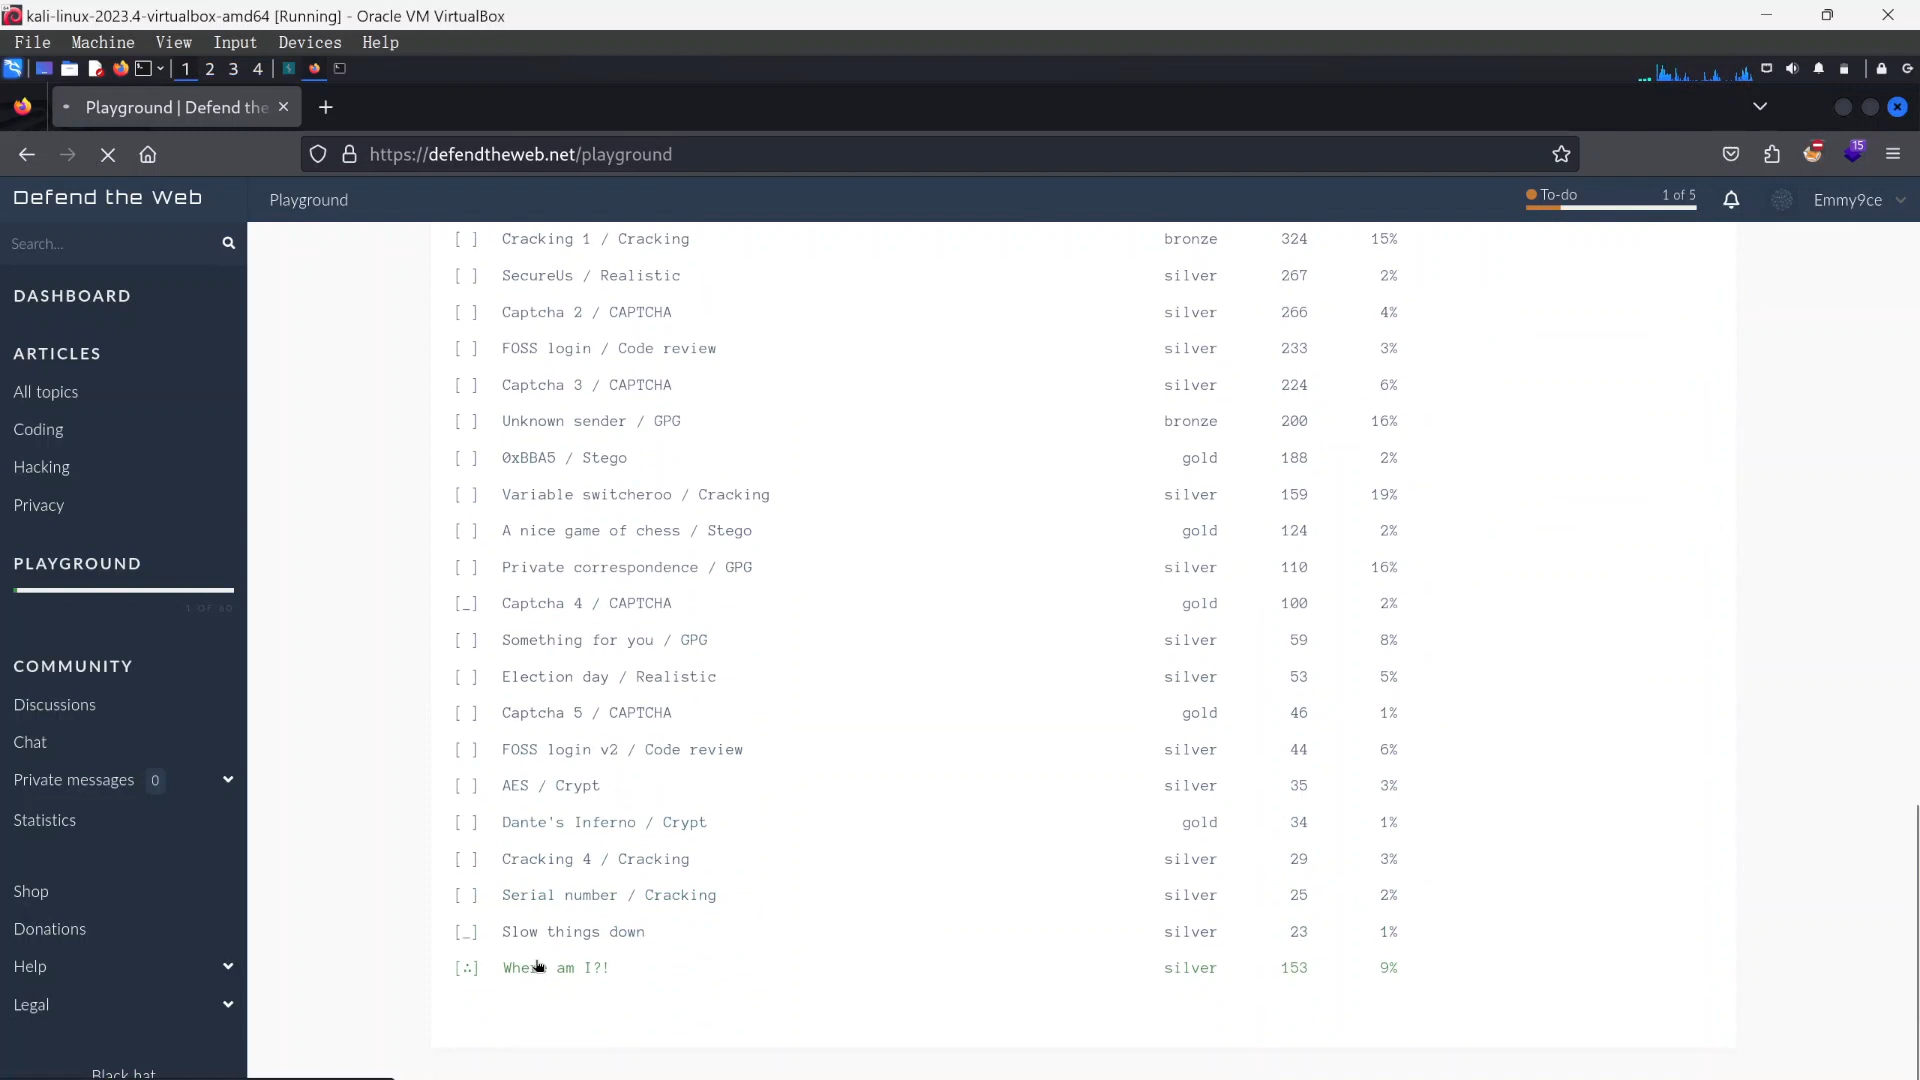 kali-linux-2023.4-virtualbox-amd64 [Running] - Oracle VM VirtualBox
File Machine View Input Devices Help
1 2 3 4
Playground | Defend the
https://defendtheweb.net/playground
15
Defend the Web
Playground
To-do 1 of 5
Emmy9ce
Search...
DASHBOARD
ARTICLES
All topics
Coding
Hacking
Privacy
PLAYGROUND
1 OF 60
COMMUNITY
Discussions
Chat
Private messages 0
Statistics
Shop
Donations
Help
Legal
Black hat
[ ] Cracking 1 / Cracking bronze 324 15%
[ ] SecureUs / Realistic silver 267 2%
[ ] Captcha 2 / CAPTCHA silver 266 4%
[ ] FOSS login / Code review silver 233 3%
[ ] Captcha 3 / CAPTCHA silver 224 6%
[ ] Unknown sender / GPG bronze 200 16%
[ ] 0xBBA5 / Stego gold 188 2%
[ ] Variable switcheroo / Cracking silver 159 19%
[ ] A nice game of chess / Stego gold 124 2%
[ ] Private correspondence / GPG silver 110 16%
[_] Captcha 4 / CAPTCHA gold 100 2%
[ ] Something for you / GPG silver 59 8%
[ ] Election day / Realistic silver 53 5%
[ ] Captcha 5 / CAPTCHA gold 46 1%
[ ] FOSS login v2 / Code review silver 44 6%
[ ] AES / Crypt silver 35 3%
[ ] Dante's Inferno / Crypt gold 34 1%
[ ] Cracking 4 / Cracking silver 29 3%
[ ] Serial number / Cracking silver 25 2%
[_] Slow things down silver 23 1%
[∴] Where am I?! silver 153 9%